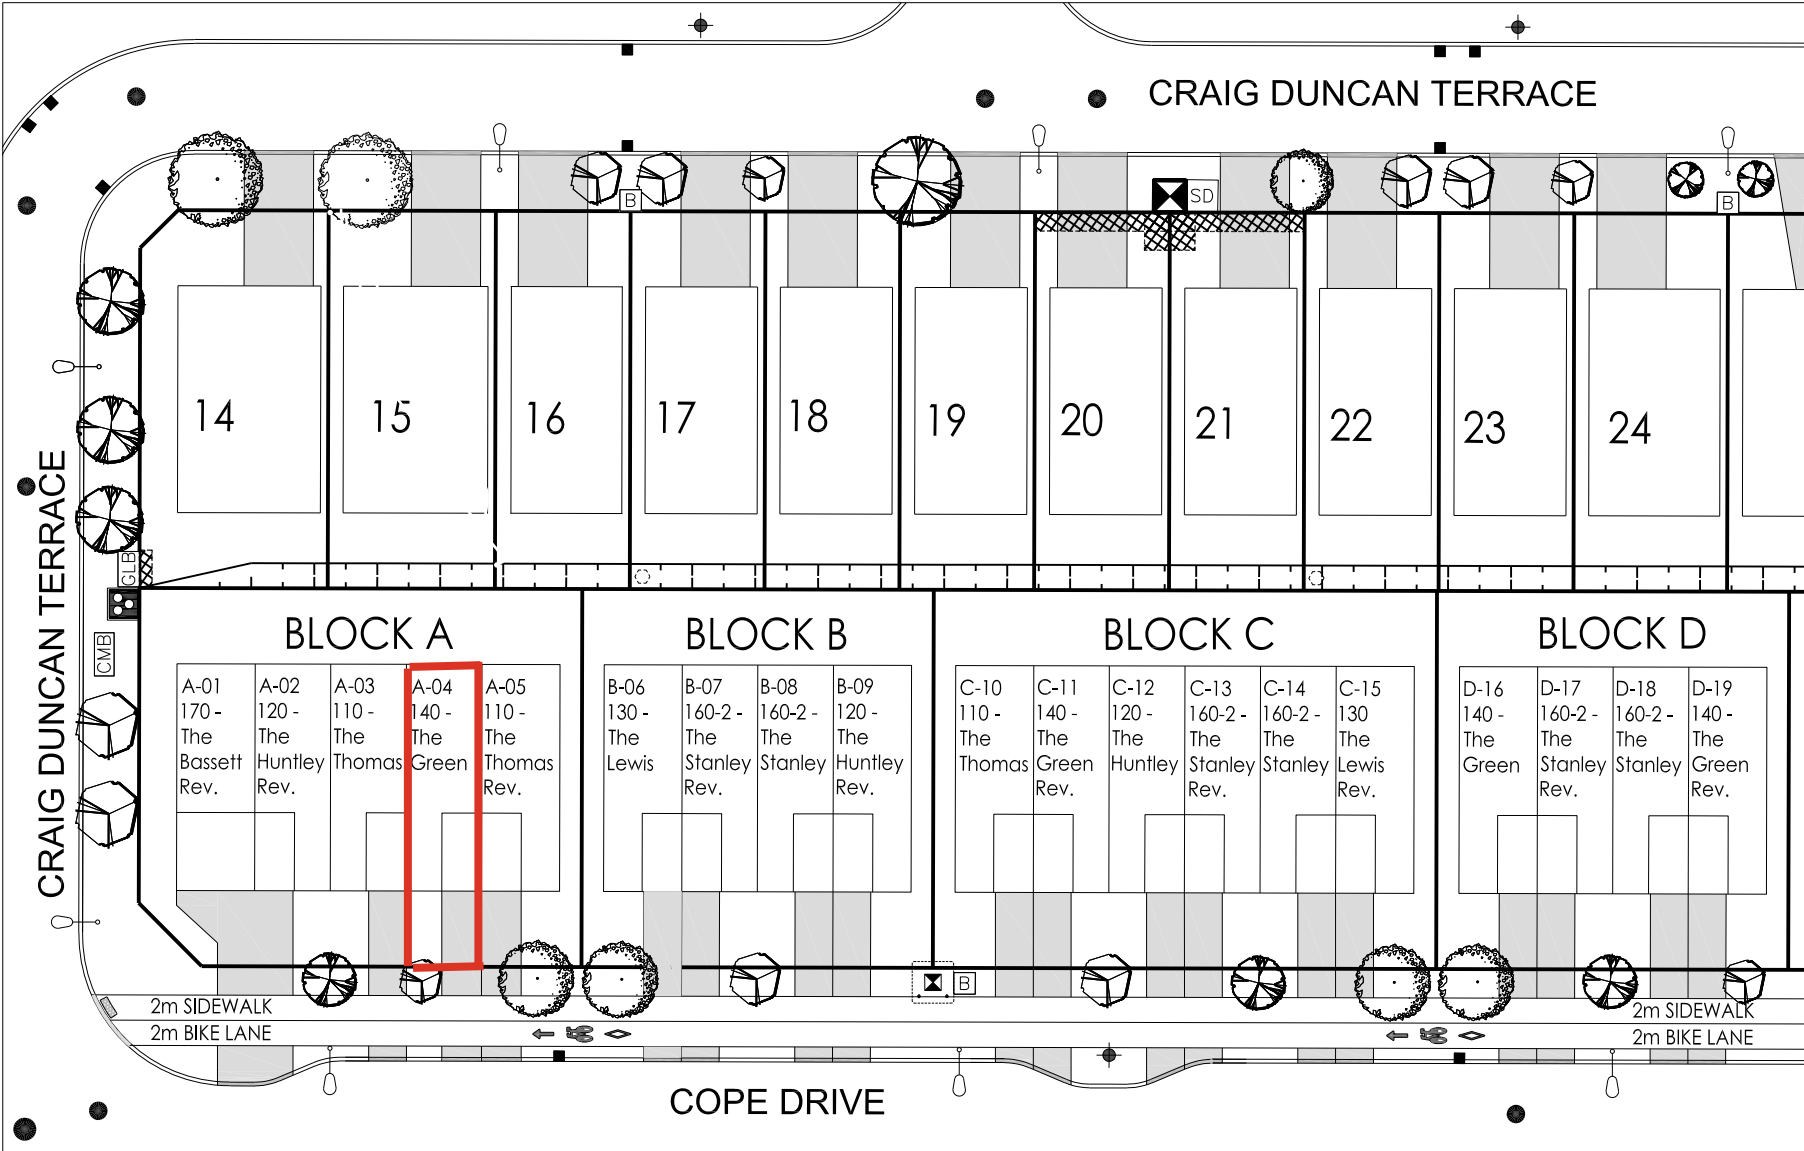 CRAIG DUNCAN TERRACE
B
SD
B
14
15
16
17
18
19
20
21
22
23
24
CRAIG DUNCAN TERRACE
GLB
CMB
BLOCK A
A-01
170 -
The
Bassett
Rev.
A-02
120 -
The
Huntley
Rev.
A-03
110 -
The
Thomas
A-04
140 -
The
Green
A-05
110 -
The
Thomas
Rev.
BLOCK B
B-06
130 -
The
Lewis
B-07
160-2 -
The
Stanley
Rev.
B-08
160-2 -
The
Stanley
B-09
120 -
The
Huntley
Rev.
BLOCK C
C-10
110 -
The
Thomas
C-11
140 -
The
Green
Rev.
C-12
120 -
The
Huntley
C-13
160-2 -
The
Stanley
Rev.
C-14
160-2 -
The
Stanley
C-15
130
The
Lewis
Rev.
BLOCK D
D-16
140 -
The
Green
D-17
160-2 -
The
Stanley
Rev.
D-18
160-2 -
The
Stanley
D-19
140 -
The
Green
Rev.
B
2m SIDEWALK
2m BIKE LANE
2m SIDEWALK
2m BIKE LANE
COPE DRIVE